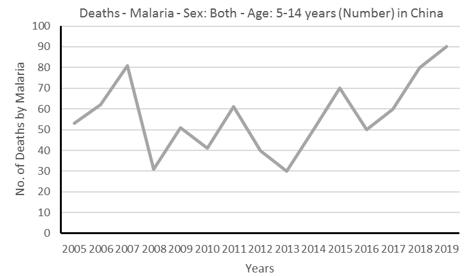 Deaths - Malaria - Sex: Both - Age: 5-14 years (Number) in China
No. of Deaths by Malaria
100
90
80
70
60
50
40
30
20
10
0
2005 2006 2007 2008 2009 2010 2011 2012 2013 2014 2015 2016 2017 2018 2019
Years